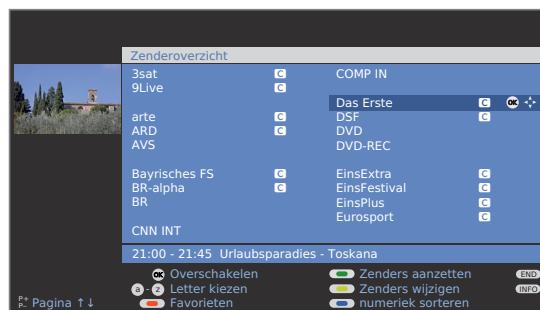 Zenderoverzicht
3sat C COMP IN
9Live C
Das Erste C OK
arte C DSF C
ARD C DVD
AVS DVD-REC
Bayrisches FS C EinsExtra C
BR-alpha C EinsFestival C
BR EinsPlus C
Eurosport C
CNN INT
21:00 - 21:45 Urlaubsparadies - Toskana
OK Overschakelen Zenders aanzetten END
a - z Letter kiezen Zenders wijzigen INFO
P+ P- Pagina ↑↓ Favorieten numeriek sorteren